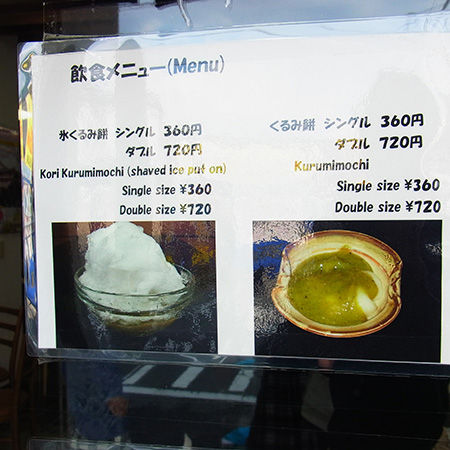 飲食メニュー(Menu)
氷くるみ餅 シングル 360円
ダブル 720円
Kori Kurumimochi (shaved ice put on)
Single size ¥360
Double size ¥720
くるみ餅 シングル 360円
ダブル 720円
Kurumimochi
Single size ¥360
Double size ¥720